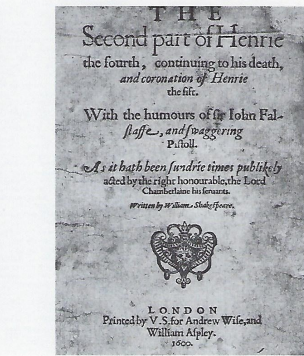 THE
Second part of Henrie
the fourth, continuing to his death,
and coronation of Henrie
the fift.
With the humours of sir Iohn Fal-
staffe, and swaggering
Pistoll.
As it hath been sundrie times publikely
acted by the right honourable, the Lord
Chamberlaine his seruants.
Written by William Shakespeare.
LONDON
Printed by V.S. for Andrew Wise, and
William Aspley.
1600.